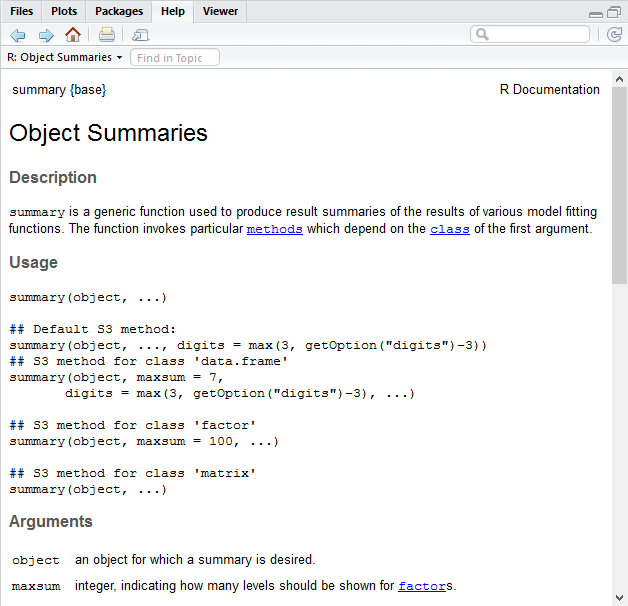 Files Plots Packages Help Viewer
R: Object Summaries Find in Topic
summary {base} R Documentation
Object Summaries
Description
summary is a generic function used to produce result summaries of the results of various model fitting
functions. The function invokes particular methods which depend on the class of the first argument.
Usage
summary(object, ...)
## Default S3 method:
summary(object, ..., digits = max(3, getOption("digits")-3))
## S3 method for class 'data.frame'
summary(object, maxsum = 7,
       digits = max(3, getOption("digits")-3), ...)
## S3 method for class 'factor'
summary(object, maxsum = 100, ...)
## S3 method for class 'matrix'
summary(object, ...)
Arguments
object an object for which a summary is desired.
maxsum integer, indicating how many levels should be shown for factors.